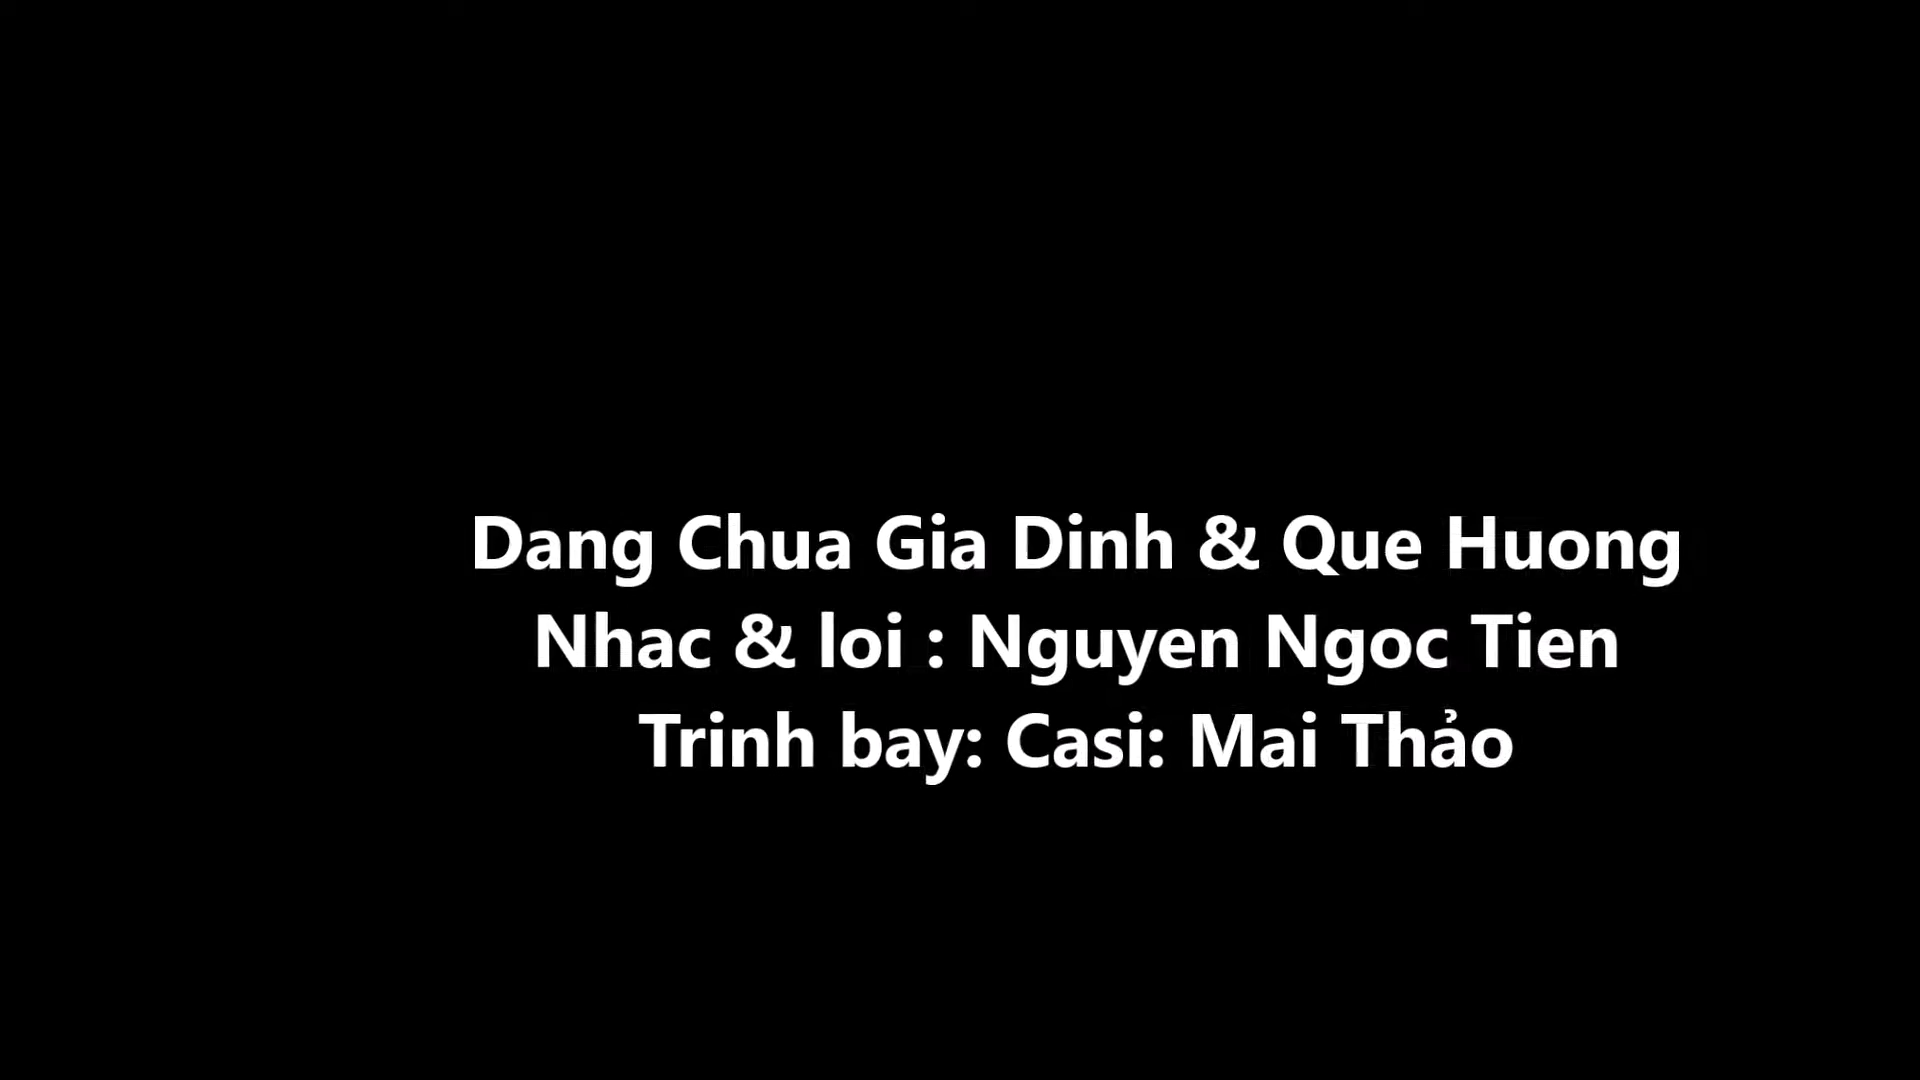 Dang Chua Gia Dinh & Que Huong
Nhac & loi : Nguyen Ngoc Tien
Trinh bay: Casi: Mai Thảo